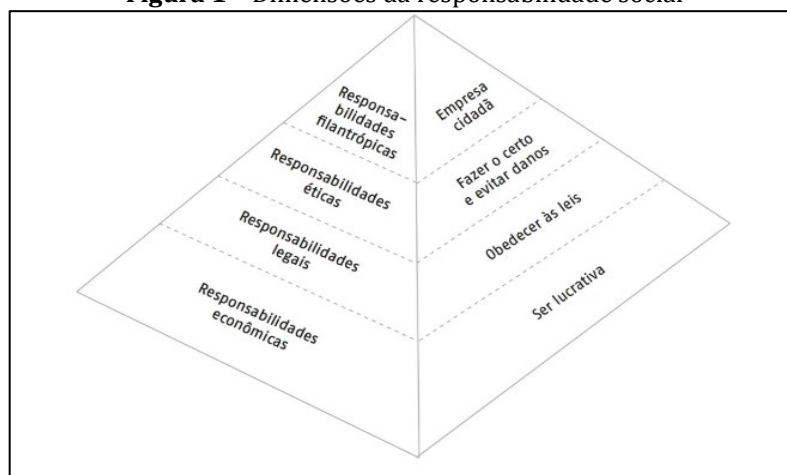 Figura 1 – Dimensões da responsabilidade social
Responsa-
bilidades
filantrópicas
Empresa
cidadã
Responsabilidades
éticas
Fazer o certo
e evitar danos
Responsabilidades
legais
Obedecer às leis
Responsabilidades
econômicas
Ser lucrativa